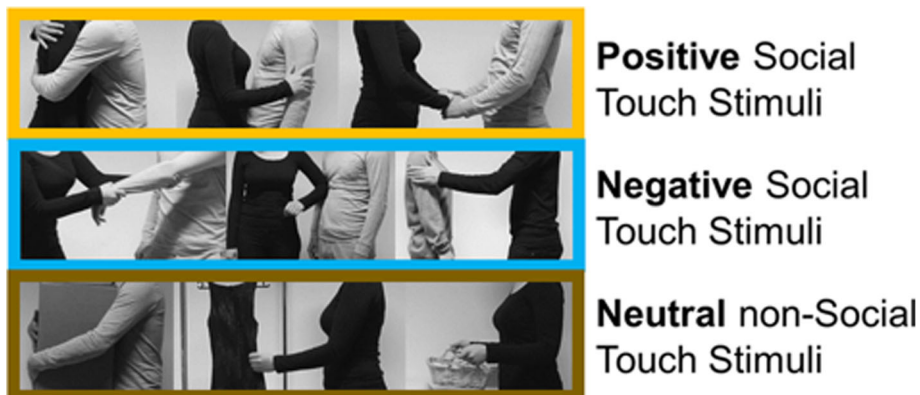 Positive Social
Touch Stimuli
Negative Social
Touch Stimuli
Neutral non-Social
Touch Stimuli